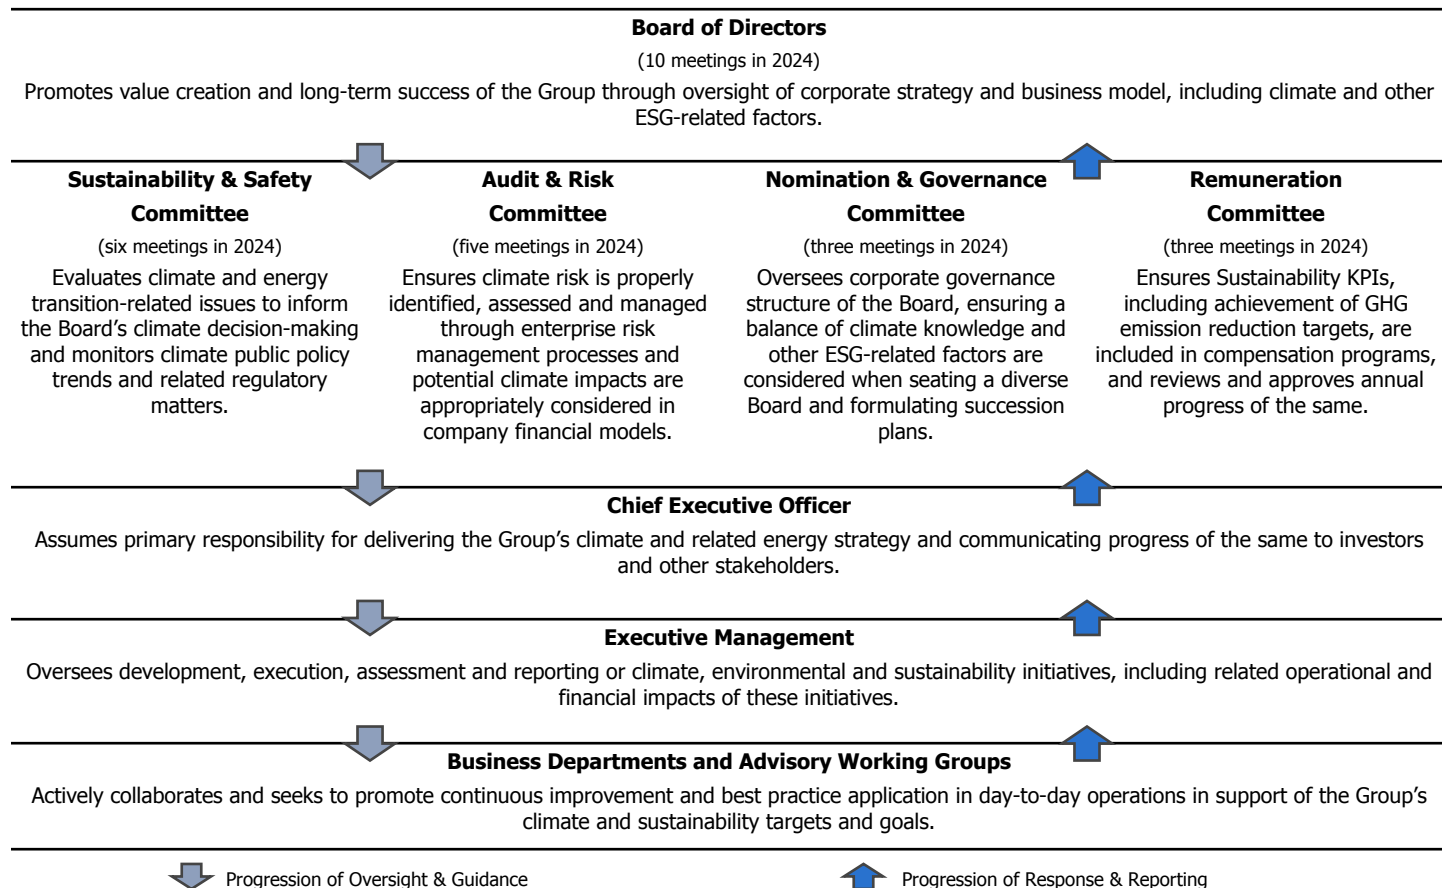 Board of Directors
(10 meetings in 2024)
Promotes value creation and long-term success of the Group through oversight of corporate strategy and business model, including climate and other
ESG-related factors.
Sustainability & Safety
Committee
(six meetings in 2024)
Evaluates climate and energy
transition-related issues to inform
the Board’s climate decision-making
and monitors climate public policy
trends and related regulatory
matters.
Audit & Risk
Committee
(five meetings in 2024)
Ensures climate risk is properly
identified, assessed and managed
through enterprise risk
management processes and
potential climate impacts are
appropriately considered in
company financial models.
Nomination & Governance
Committee
(three meetings in 2024)
Oversees corporate governance
structure of the Board, ensuring a
balance of climate knowledge and
other ESG-related factors are
considered when seating a diverse
Board and formulating succession
plans.
Remuneration
Committee
(three meetings in 2024)
Ensures Sustainability KPIs,
including achievement of GHG
emission reduction targets, are
included in compensation programs,
and reviews and approves annual
progress of the same.
Chief Executive Officer
Assumes primary responsibility for delivering the Group’s climate and related energy strategy and communicating progress of the same to investors
and other stakeholders.
Executive Management
Oversees development, execution, assessment and reporting or climate, environmental and sustainability initiatives, including related operational and
financial impacts of these initiatives.
Business Departments and Advisory Working Groups
Actively collaborates and seeks to promote continuous improvement and best practice application in day-to-day operations in support of the Group’s
climate and sustainability targets and goals.
Progression of Oversight & Guidance
Progression of Response & Reporting